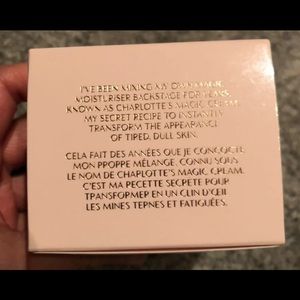 I'VE BEEN MIXING MY OWN MAGIC
MOISTURISER BACKSTAGE FOR YEARS,
KNOWN AS CHARLOTTE'S MAGIC CREAM,
MY SECRET RECIPE TO INSTANTLY
TRANSFORM THE APPEARANCE
OF TIRED, DULL SKIN.
CELA FAIT DES ANNÉES QUE JE CONCOCTE
MON PROPRE MÉLANGE, CONNU SOUS
LE NOM DE CHARLOTTE'S MAGIC CREAM.
C'EST MA RECETTE SECRÈTE POUR
TRANSFORMER EN UN CLIN D'ŒIL
LES MINES TERNES ET FATIGUÉES.